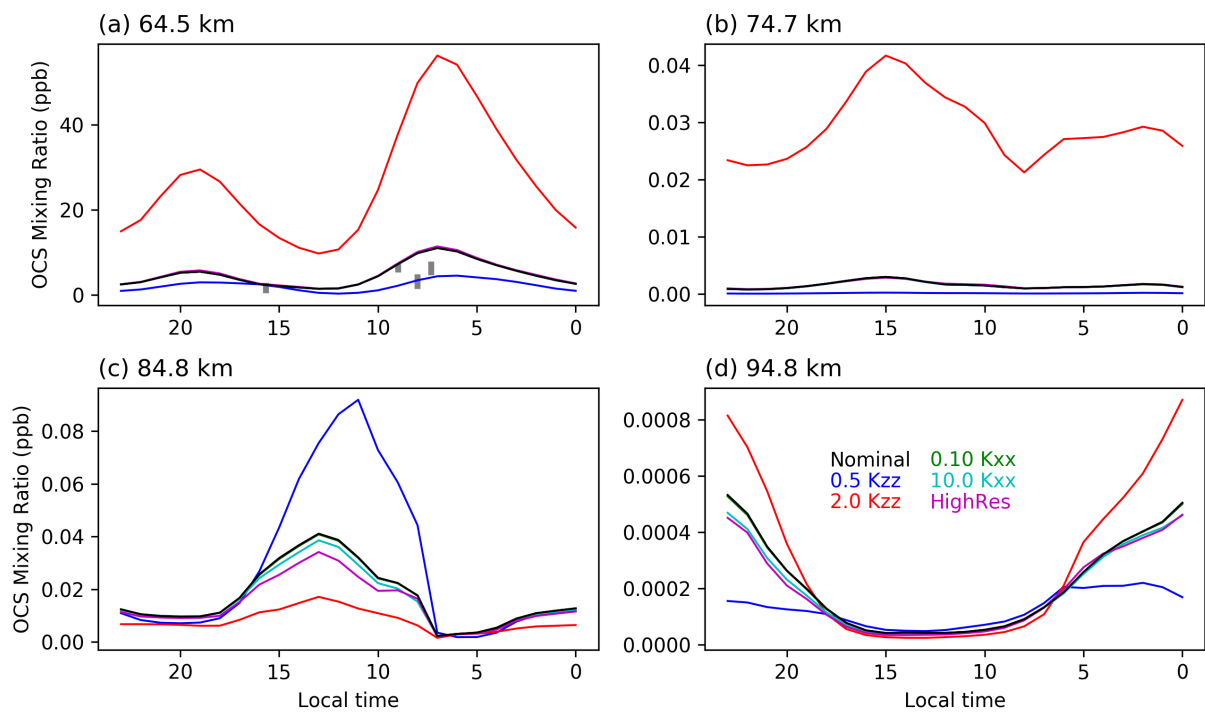 (a) 64.5 km
OCS Mixing Ratio (ppb)
40
20
0
20 15 10 5 0
(b) 74.7 km
0.04
0.03
0.02
0.01
0.00
20 15 10 5 0
(c) 84.8 km
OCS Mixing Ratio (ppb)
0.08
0.06
0.04
0.02
0.00
20 15 10 5 0
Local time
(d) 94.8 km
0.0008
0.0006
0.0004
0.0002
0.0000
Nominal 0.10 Kxx
0.5 Kzz 10.0 Kxx
2.0 Kzz HighRes
20 15 10 5 0
Local time